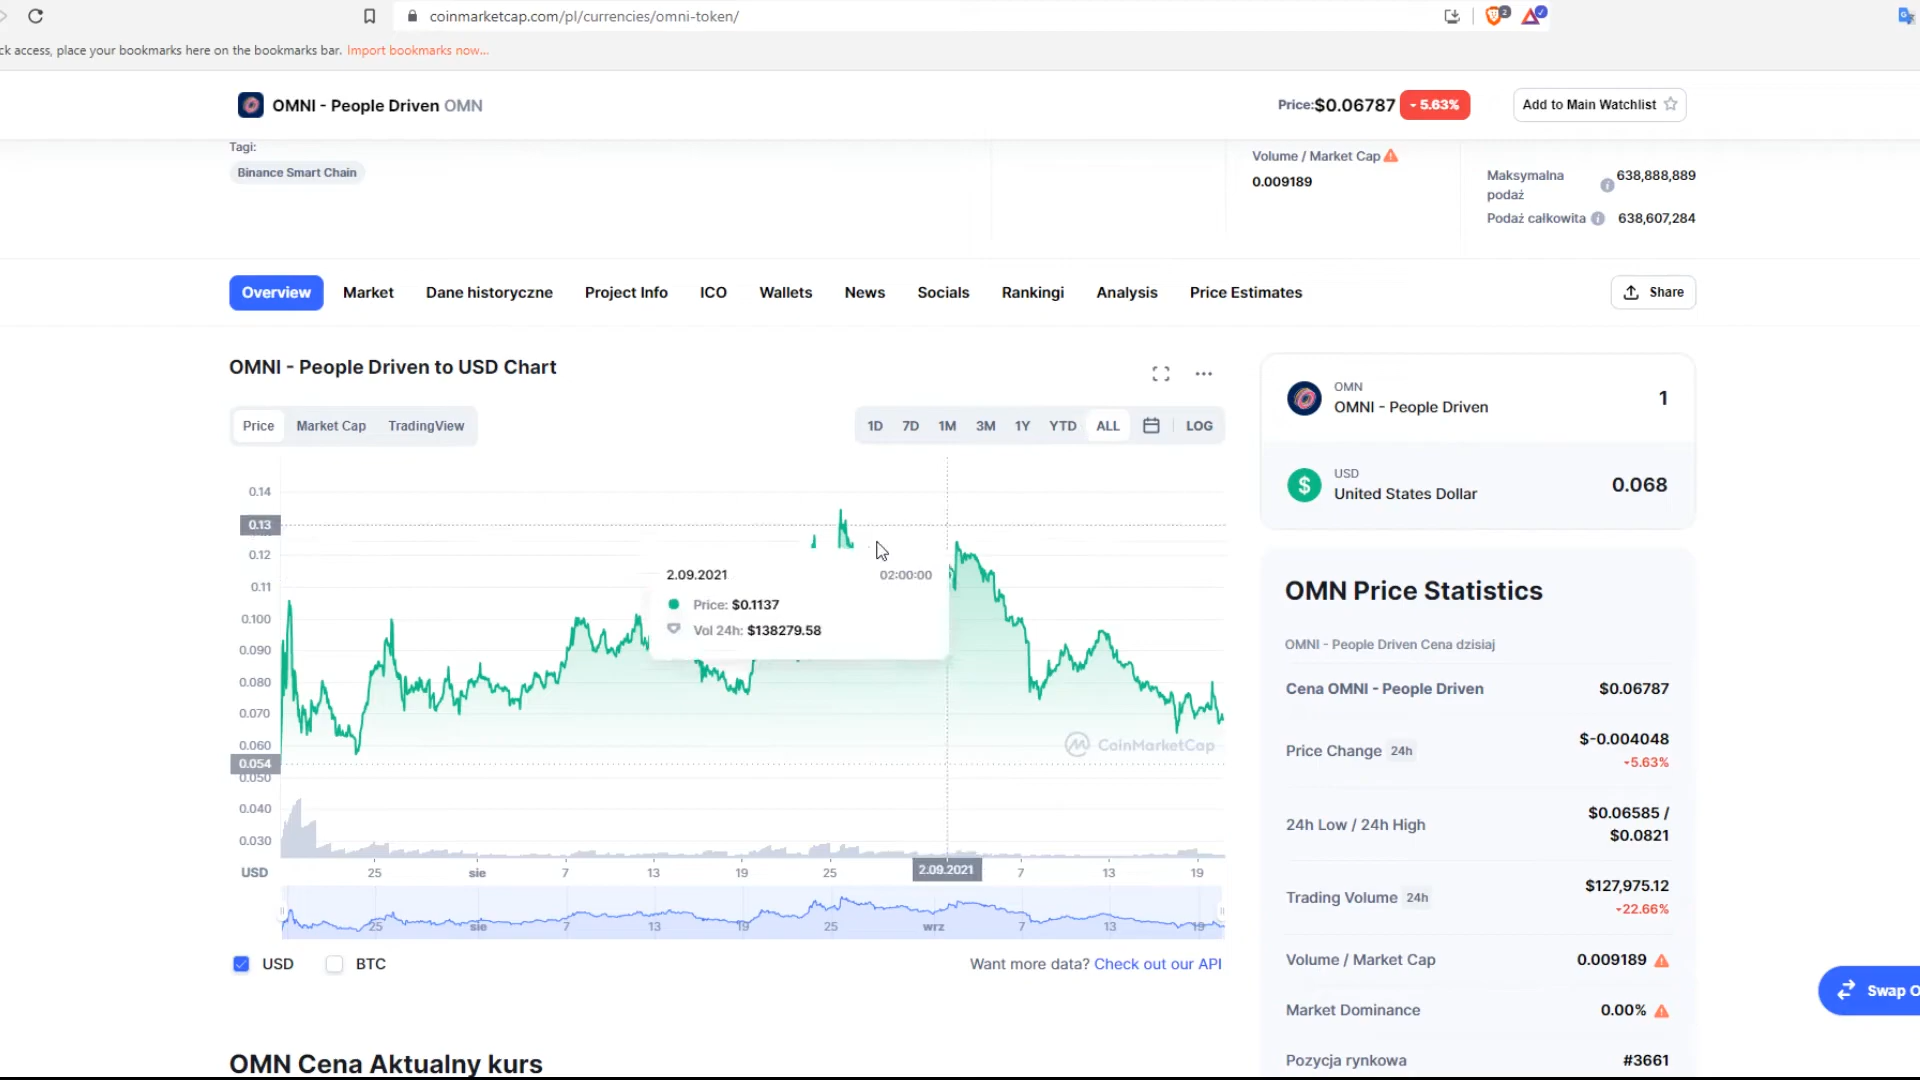 coinmarketcap.com/pl/currencies/omni-token/
2
ck access, place your bookmarks here on the bookmarks bar. Import bookmarks now...
OMNI - People Driven OMN
Price:$0.06787
5.63%
Add to Main Watchlist
Tagi:
Binance Smart Chain
Volume / Market Cap
0.009189
Maksymalna podaż
638,888,889
Podaż całkowita
638,607,284
Overview
Market
Dane historyczne
Project Info
ICO
Wallets
News
Socials
Rankingi
Analysis
Price Estimates
Share
OMNI - People Driven to USD Chart
Price
Market Cap
TradingView
1D
7D
1M
3M
1Y
YTD
ALL
LOG
0.14
0.13
0.12
0.11
0.100
0.090
0.080
0.070
0.060
0.054
0.050
0.040
0.030
2.09.2021
02:00:00
Price: $0.1137
Vol 24h: $138279.58
CoinMarketCap
USD
25
sie
7
13
19
25
2.09.2021
7
13
19
25
sie
7
13
19
25
wrz
7
13
19
USD
BTC
Want more data? Check out our API
OMN Cena Aktualny kurs
OMN
OMNI - People Driven
1
USD
United States Dollar
0.068
$
OMN Price Statistics
OMNI - People Driven Cena dzisiaj
Cena OMNI - People Driven
$0.06787
Price Change 24h
$-0.004048
5.63%
24h Low / 24h High
$0.06585 /
$0.0821
Trading Volume 24h
$127,975.12
22.66%
Volume / Market Cap
0.009189
Market Dominance
0.00%
Pozycja rynkowa
#3661
Swap O